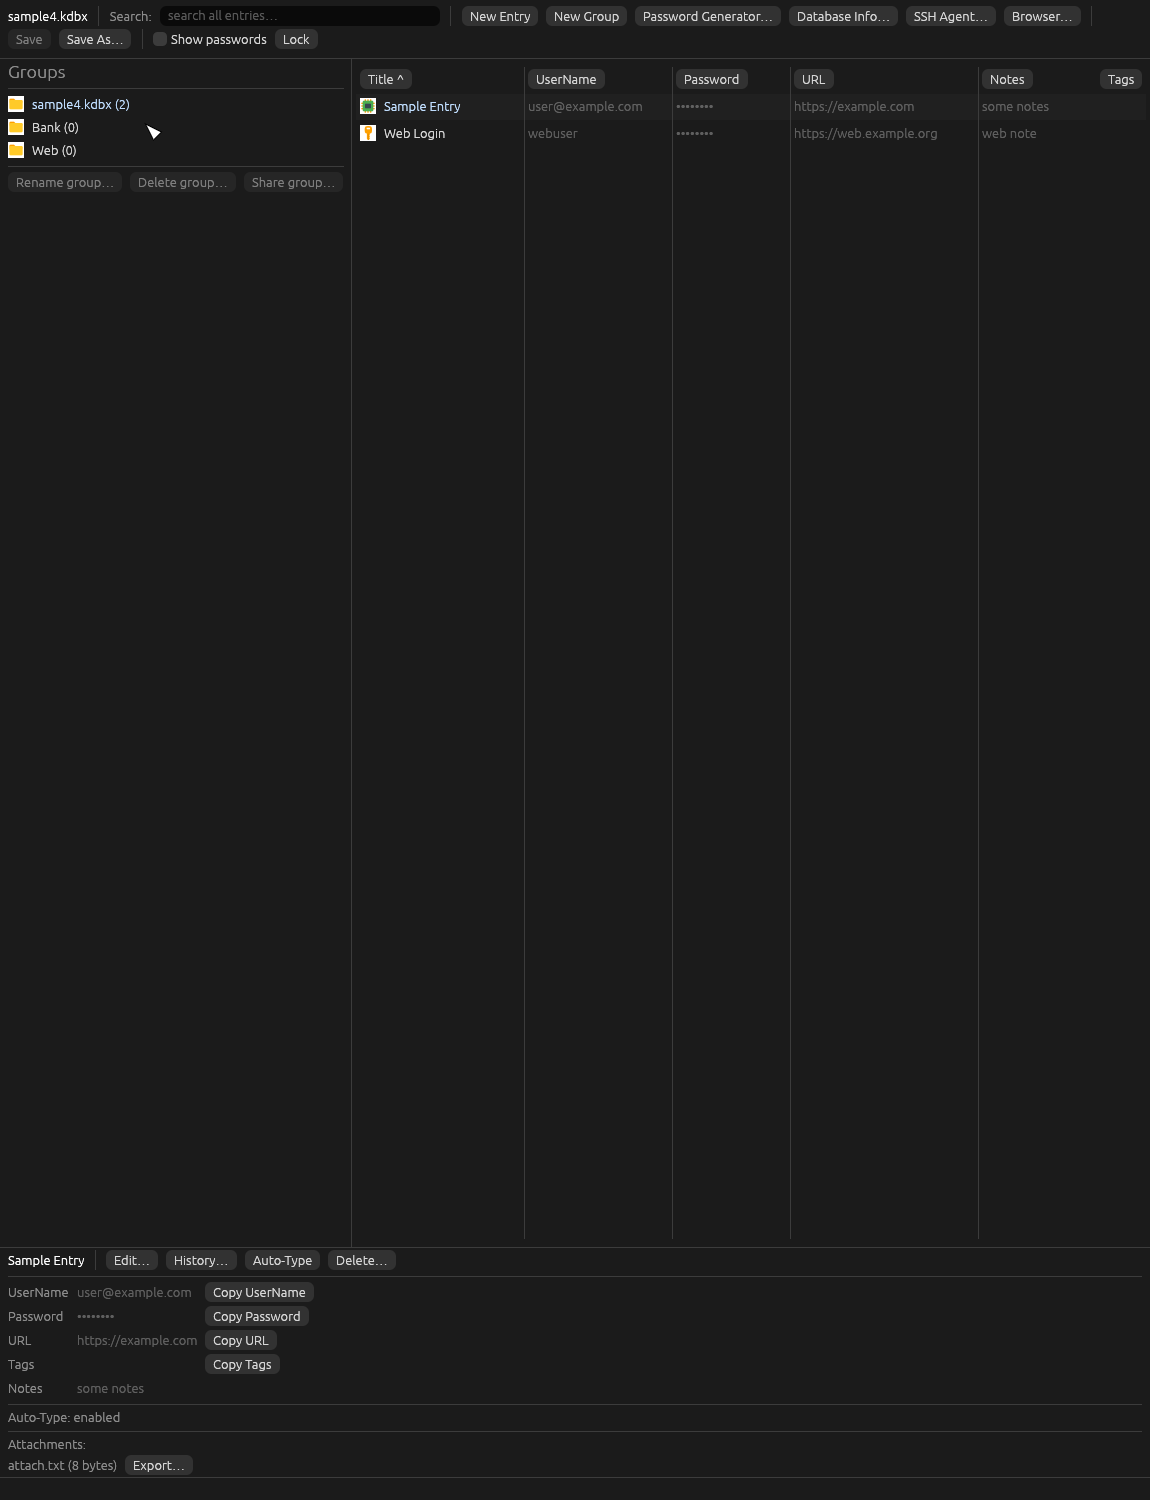 sample4.kdbx Search: search all entries... New Entry New Group Password Generator... Database Info... SSH Agent... Browser...
Save Save As... Show passwords Lock
Groups
sample4.kdbx (2)
Bank (0)
Web (0)
Rename group... Delete group... Share group...
Title ^ UserName Password URL Notes Tags
Sample Entry user@example.com •••••••• https://example.com some notes
Web Login webuser •••••••• https://web.example.org web note
Sample Entry Edit... History... Auto-Type Delete...
UserName user@example.com Copy UserName
Password •••••••• Copy Password
URL https://example.com Copy URL
Tags Copy Tags
Notes some notes
Auto-Type: enabled
Attachments:
attach.txt (8 bytes) Export...